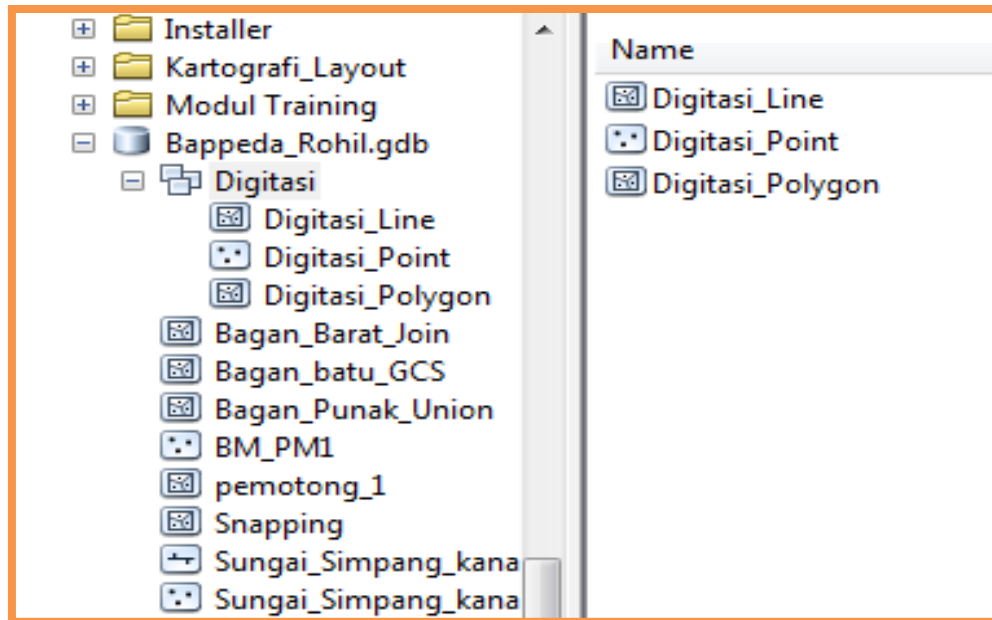 Installer
Kartografi_Layout
Modul Training
Bappeda_Rohil.gdb
Digitasi
Digitasi_Line
Digitasi_Point
Digitasi_Polygon
Bagan_Barat_Join
Bagan_batu_GCS
Bagan_Punak_Union
BM_PM1
pemotong_1
Snapping
Sungai_Simpang_kana
Sungai_Simpang_kana
Name
Digitasi_Line
Digitasi_Point
Digitasi_Polygon